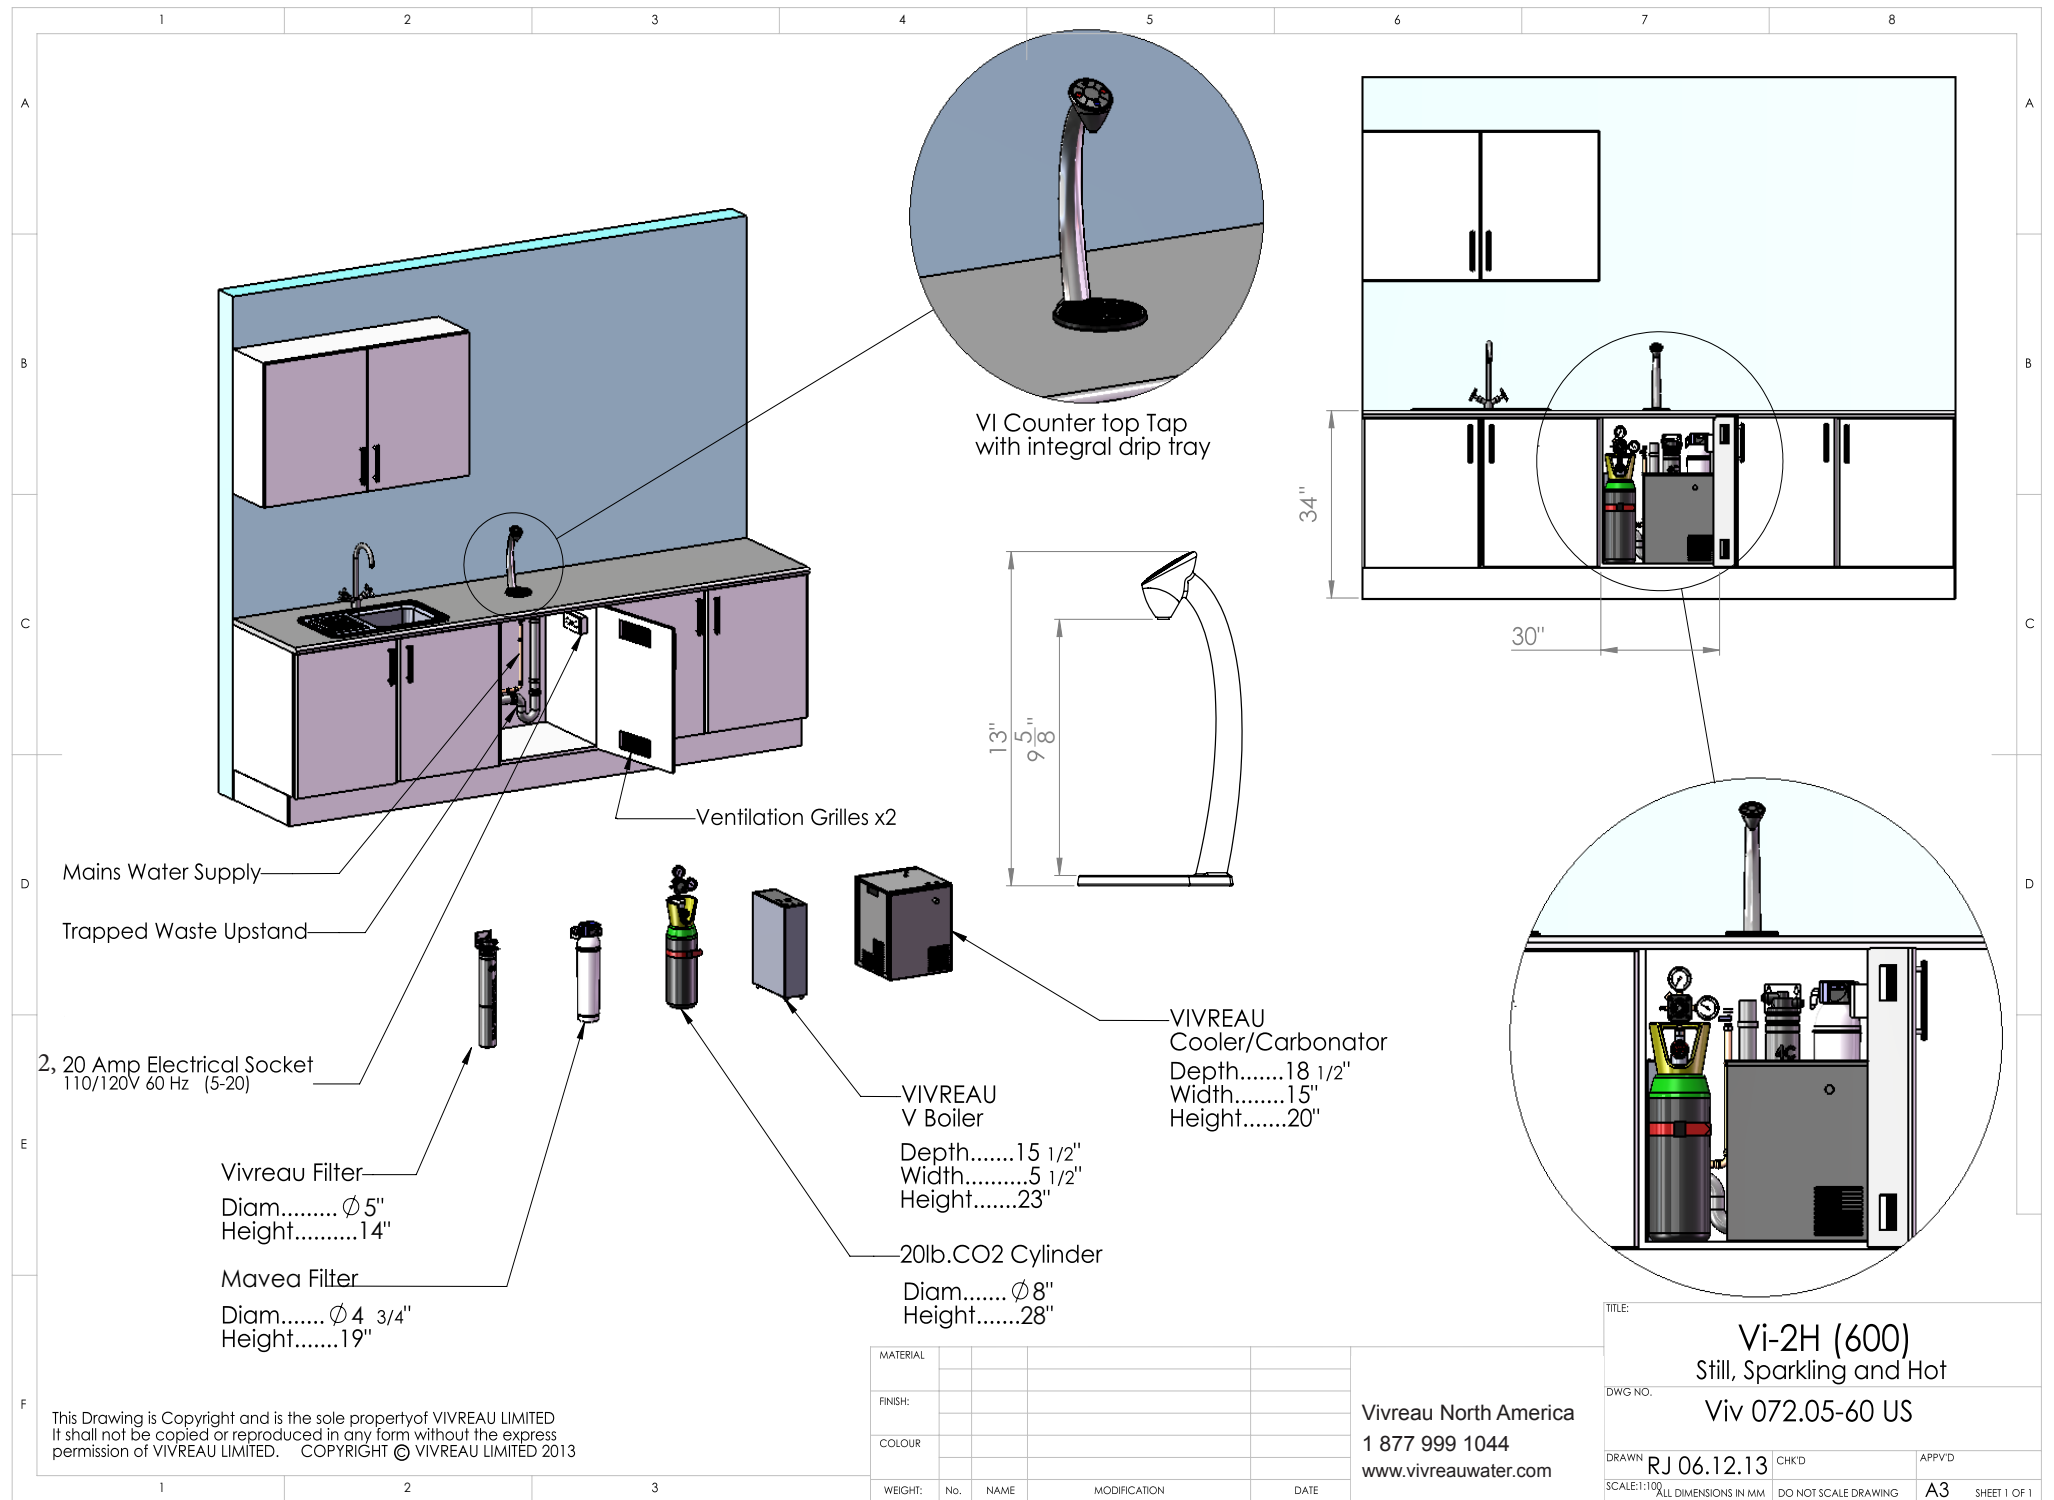 1 2 3 4 5 6 7 8
A A
B B
C C
D D
E
F
VI Counter top Tap
with integral drip tray
34"
30"
13"
9 5/8"
Ventilation Grilles x2
Mains Water Supply
Trapped Waste Upstand
2, 20 Amp Electrical Socket
110/120V 60 Hz (5-20)
VIVREAU
Cooler/Carbonator
Depth.......18 1/2"
Width........15"
Height.......20"
VIVREAU
V Boiler
Depth.......15 1/2"
Width..........5 1/2"
Height.......23"
4C
4C
Vivreau Filter
Diam......... Ø 5"
Height..........14"
20lb.CO2 Cylinder
Diam....... Ø 8"
Height.......28"
Mavea Filter
Diam....... Ø 4 3/4"
Height.......19"
This Drawing is Copyright and is the sole propertyof VIVREAU LIMITED
It shall not be copied or reproduced in any form without the express
permission of VIVREAU LIMITED. COPYRIGHT © VIVREAU LIMITED 2013
1 2 3
MATERIAL
FINISH:
COLOUR
WEIGHT: No. NAME MODIFICATION DATE
Vivreau North America
1 877 999 1044
www.vivreauwater.com
TITLE:
Vi-2H (600)
Still, Sparkling and Hot
DWG NO.
Viv 072.05-60 US
DRAWN RJ 06.12.13 CHK'D APPV'D
SCALE:1:100 ALL DIMENSIONS IN MM DO NOT SCALE DRAWING A3 SHEET 1 OF 1